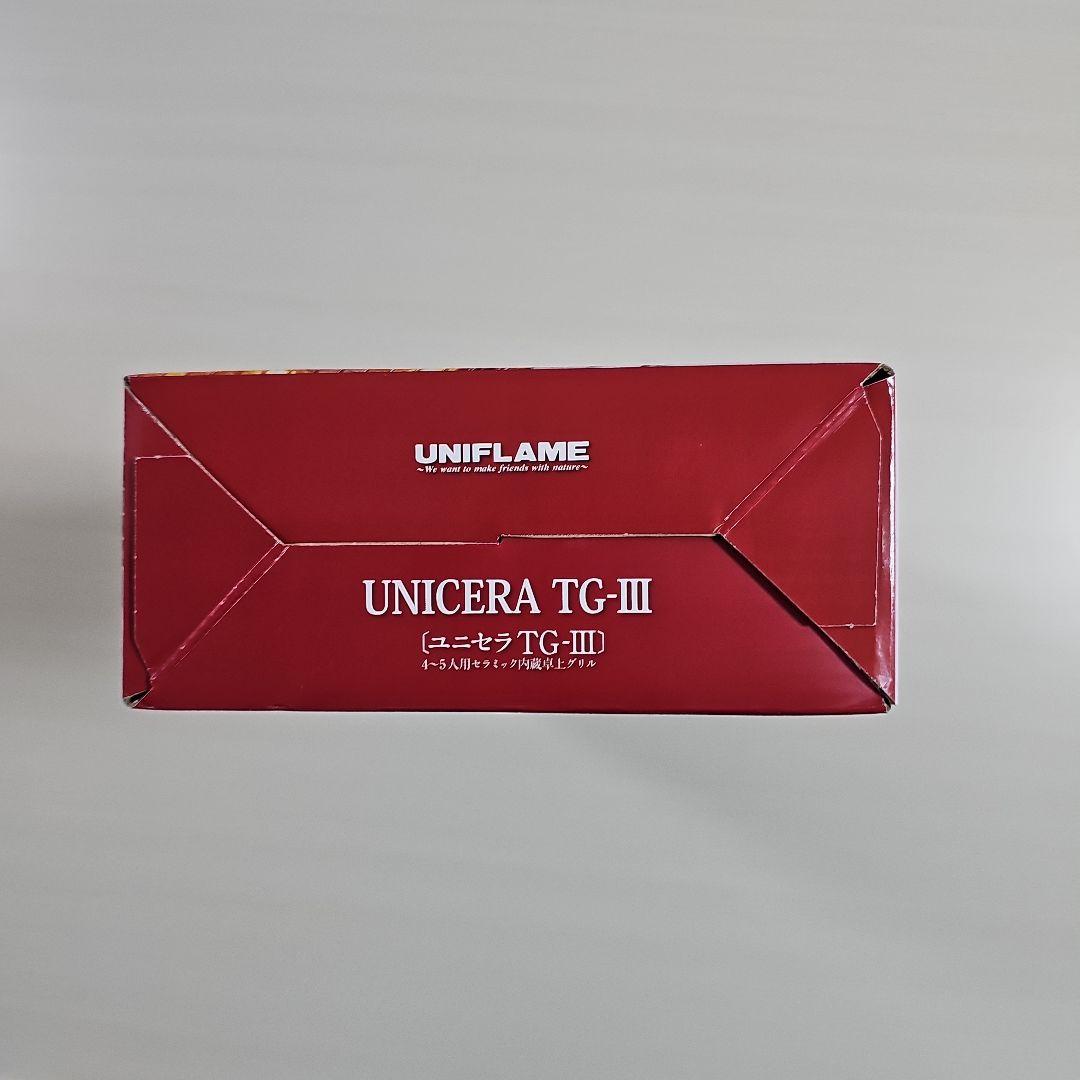 UNIFLAME
~We want to make friends with nature~
UNICERA TG-III
〔ユニセラ TG-III〕
4~5人用セラミック内蔵卓上グリル